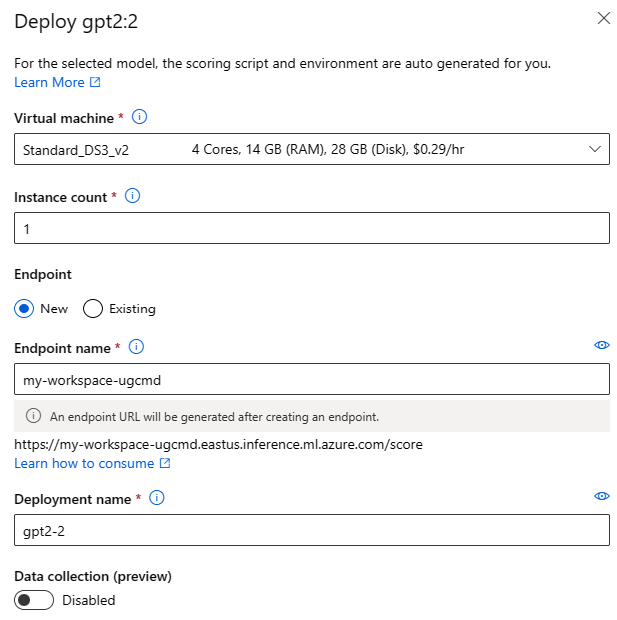 Deploy gpt2:2
For the selected model, the scoring script and environment are auto generated for you.
Learn More
Virtual machine *
Standard_DS3_v2 4 Cores, 14 GB (RAM), 28 GB (Disk), $0.29/hr
Instance count *
1
Endpoint
New Existing
Endpoint name *
my-workspace-ugcmd
An endpoint URL will be generated after creating an endpoint.
https://my-workspace-ugcmd.eastus.inference.ml.azure.com/score
Learn how to consume
Deployment name *
gpt2-2
Data collection (preview)
Disabled